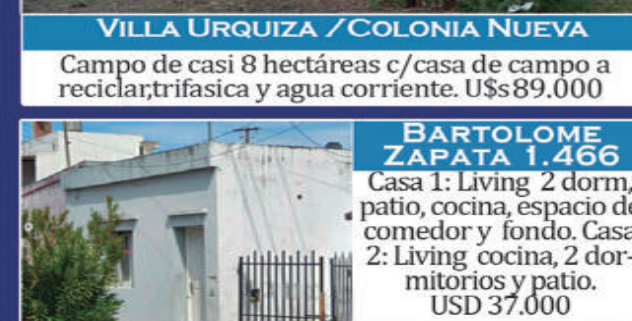 VILLA URQUIZA /COLONIA NUEVA
Campo de casi 8 hectáreas c/casa de campo a
reciclar,trifasica y agua corriente. U$s89.000
BARTOLOME
ZAPATA 1.466
Casa 1: Living 2 dorm,
patio, cocina, espacio de
comedor y fondo. Casa
2: Living cocina, 2 dor-
mitorios y patio.
USD 37.000